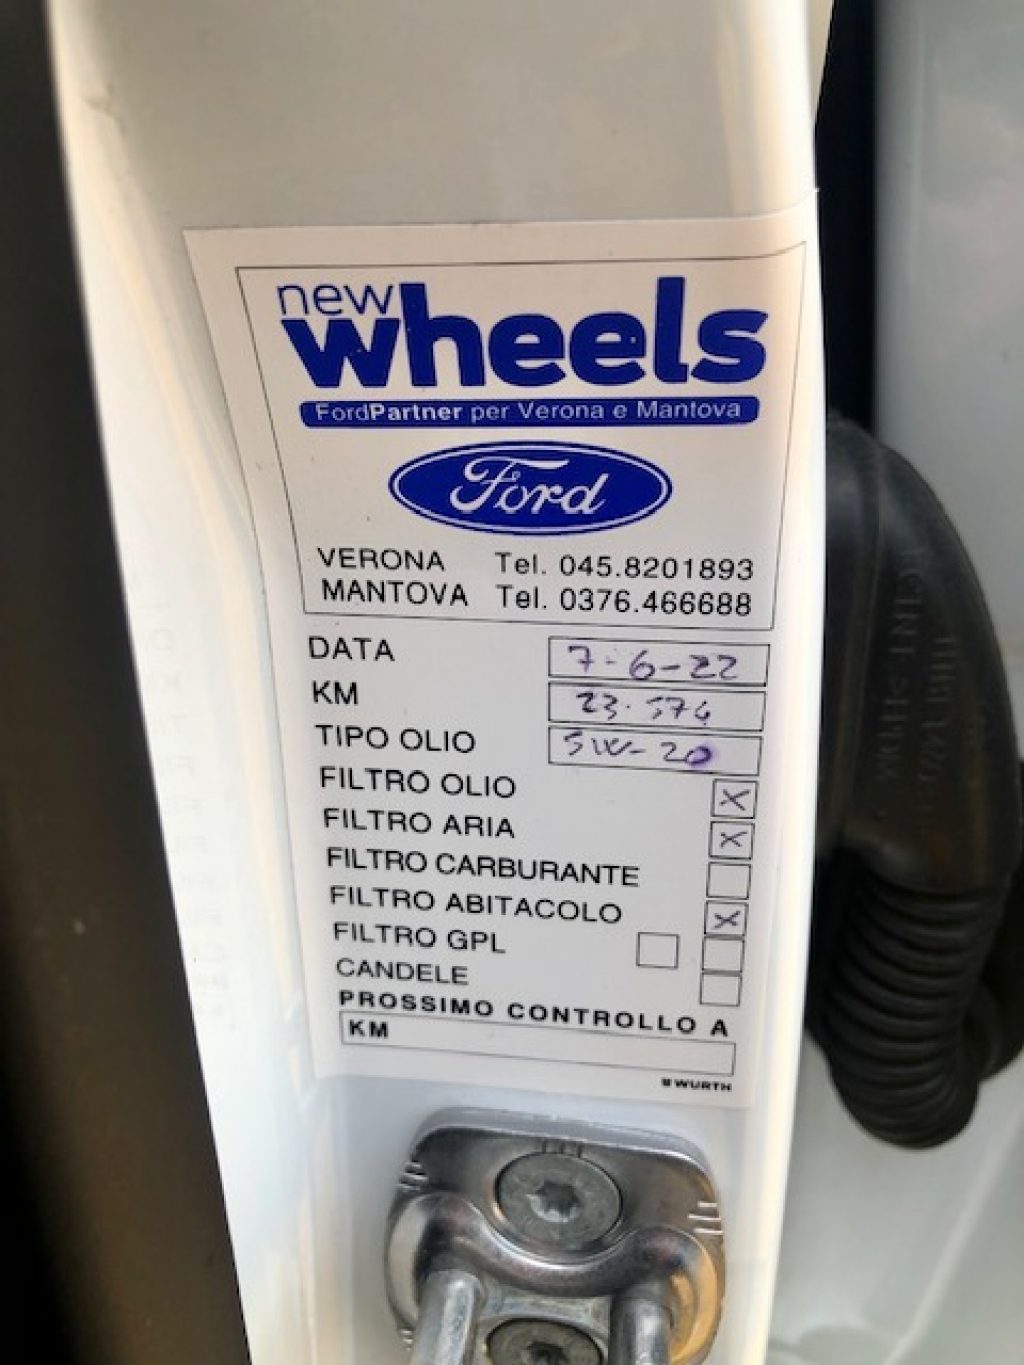 new
wheels
FordPartner per Verona e Mantova
Ford
VERONA Tel. 045.8201893
MANTOVA Tel. 0376.466688
DATA 7-6-22
KM 23.574
TIPO OLIO 5W-20
FILTRO OLIO X
FILTRO ARIA X
FILTRO CARBURANTE
FILTRO ABITACOLO X
FILTRO GPL
CANDELE
PROSSIMO CONTROLLO A
KM
WURTH